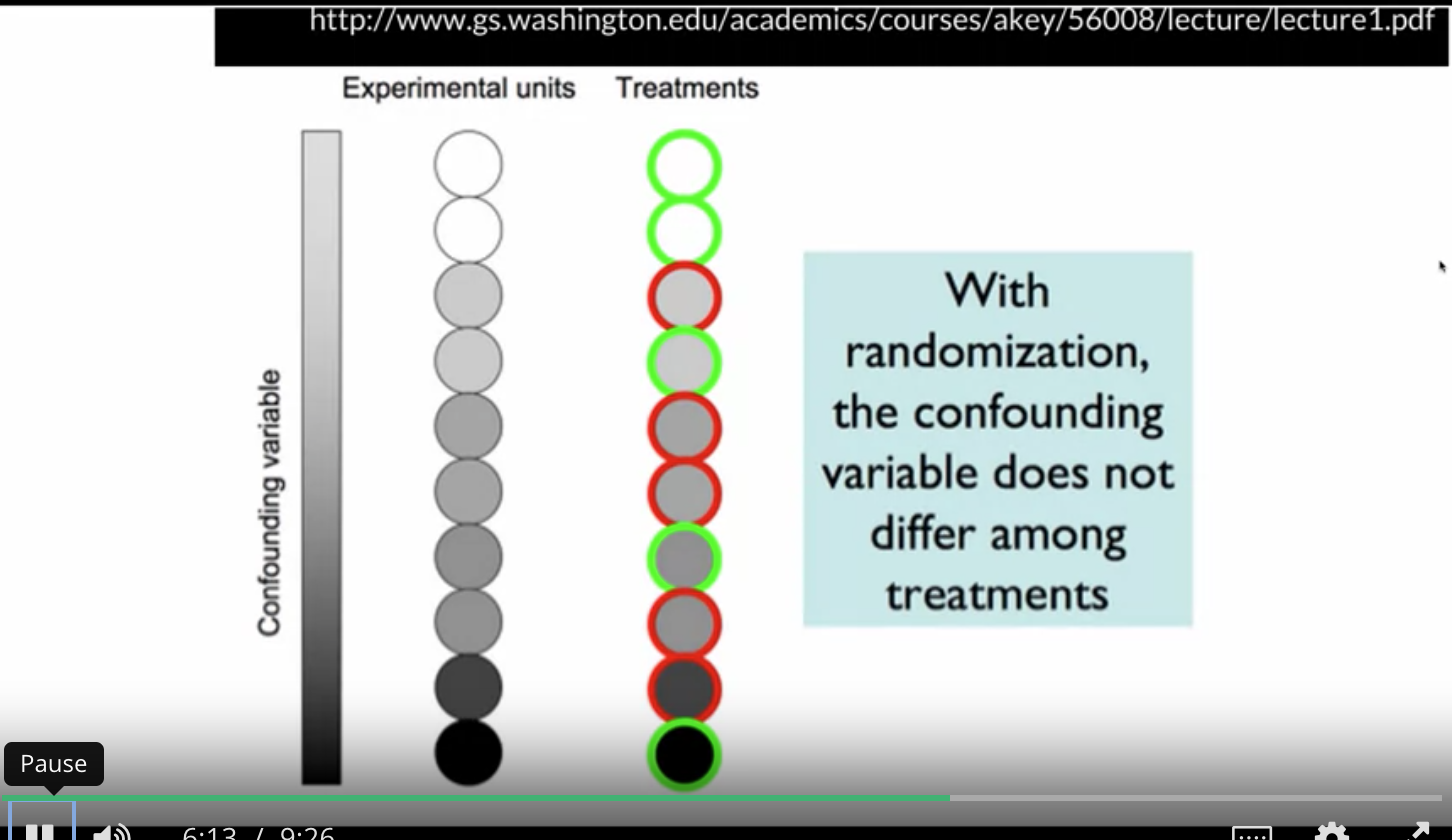 http://www.gs.washington.edu/academics/courses/akey/56008/lecture/lecture1.pdf
Experimental units Treatments
Confounding variable
With
randomization,
the confounding
variable does not
differ among
treatments
Pause
6:13 / 9:26